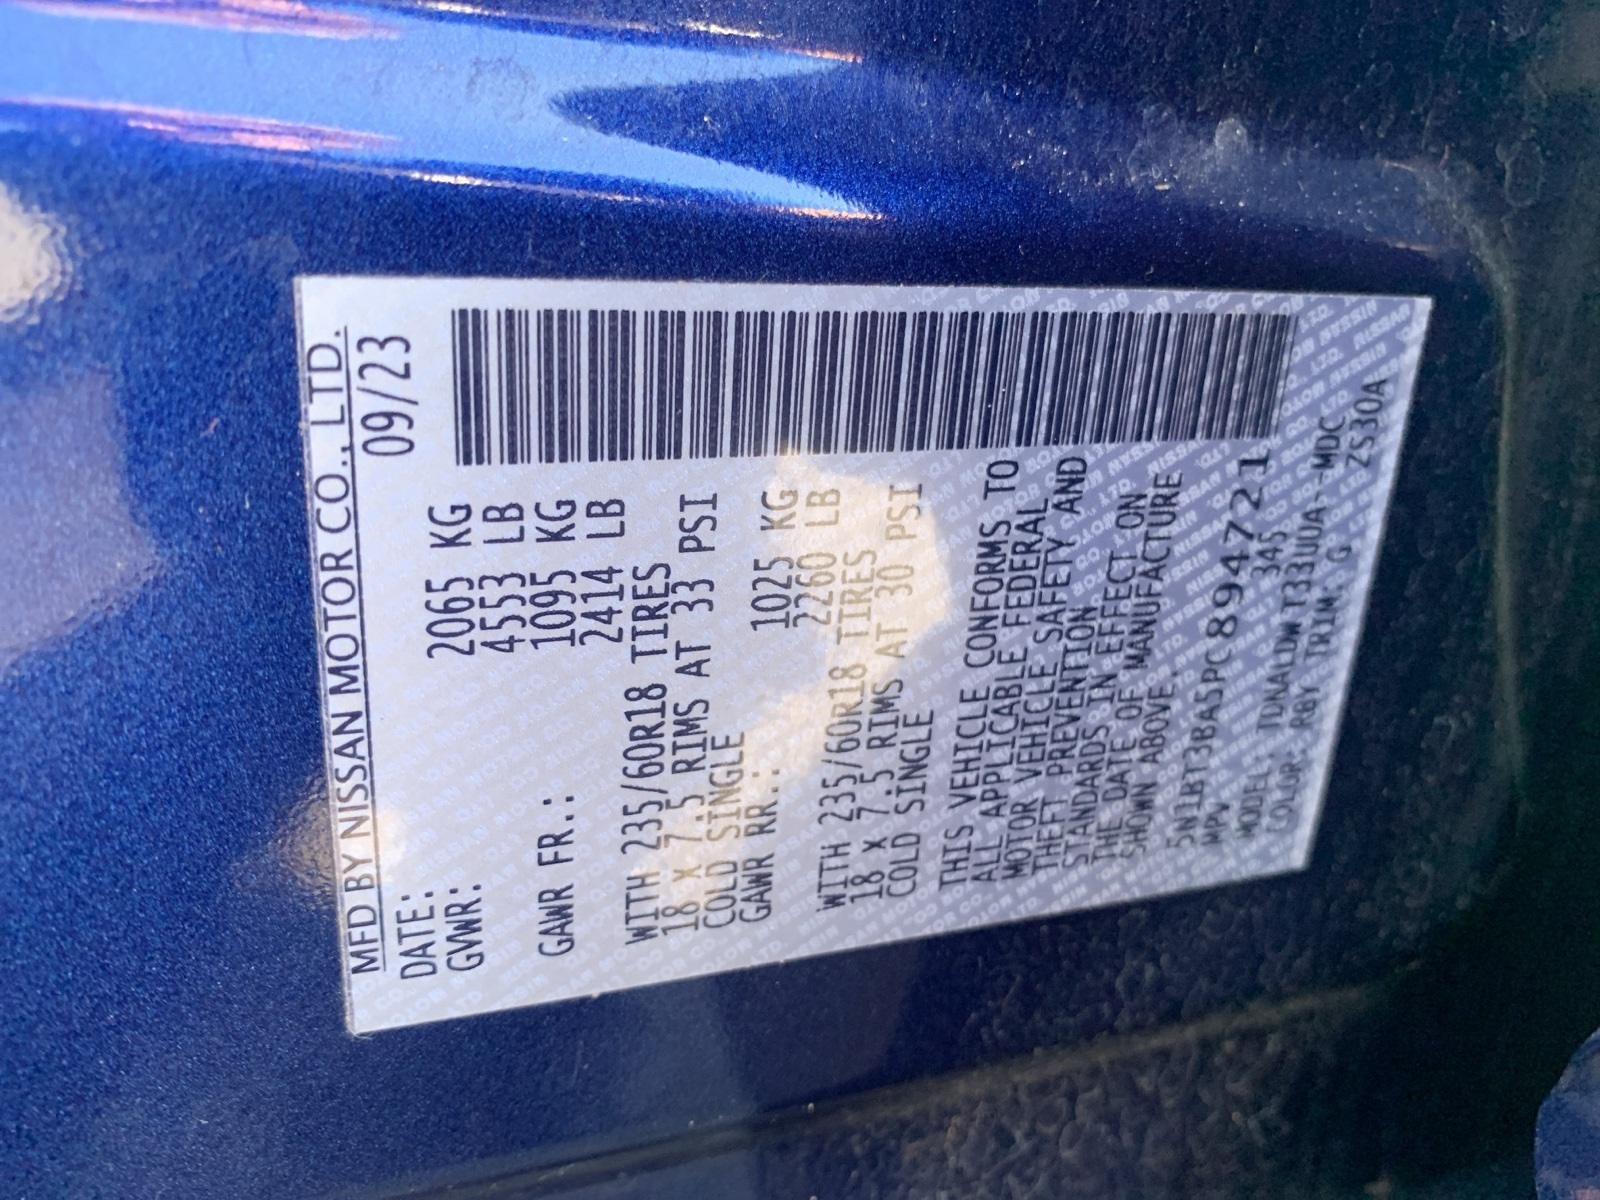 MFD BY NISSAN MOTOR CO., LTD.
DATE: 09/23
GVWR: 2065 KG
4553 LB
GAWR FR.: 1095 KG
2414 LB
WITH 235/60R18 TIRES
18 X 7.5 RIMS AT 33 PSI
COLD SINGLE
GAWR RR.: 1025 KG
2260 LB
WITH 235/60R18 TIRES
18 X 7.5 RIMS AT 30 PSI
COLD SINGLE
THIS VEHICLE CONFORMS TO
ALL APPLICABLE FEDERAL
MOTOR VEHICLE SAFETY AND
THEFT PREVENTION
STANDARDS IN EFFECT ON
THE DATE OF MANUFACTURE
SHOWN ABOVE.
5N1BT3BA5PC894721
MPV 345
MODEL, TDNALDW T33UUA--MDC,
COLOR, RBY TRIM, G ZS30A